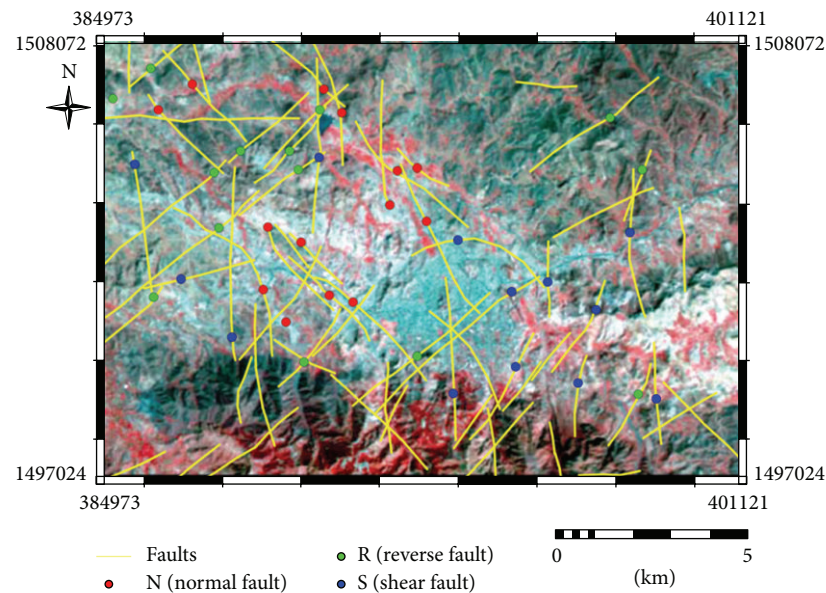 384973 401121
1508072 1508072
N
1497024 1497024
384973 401121
Faults R (reverse fault) 0 5
N (normal fault) S (shear fault) (km)